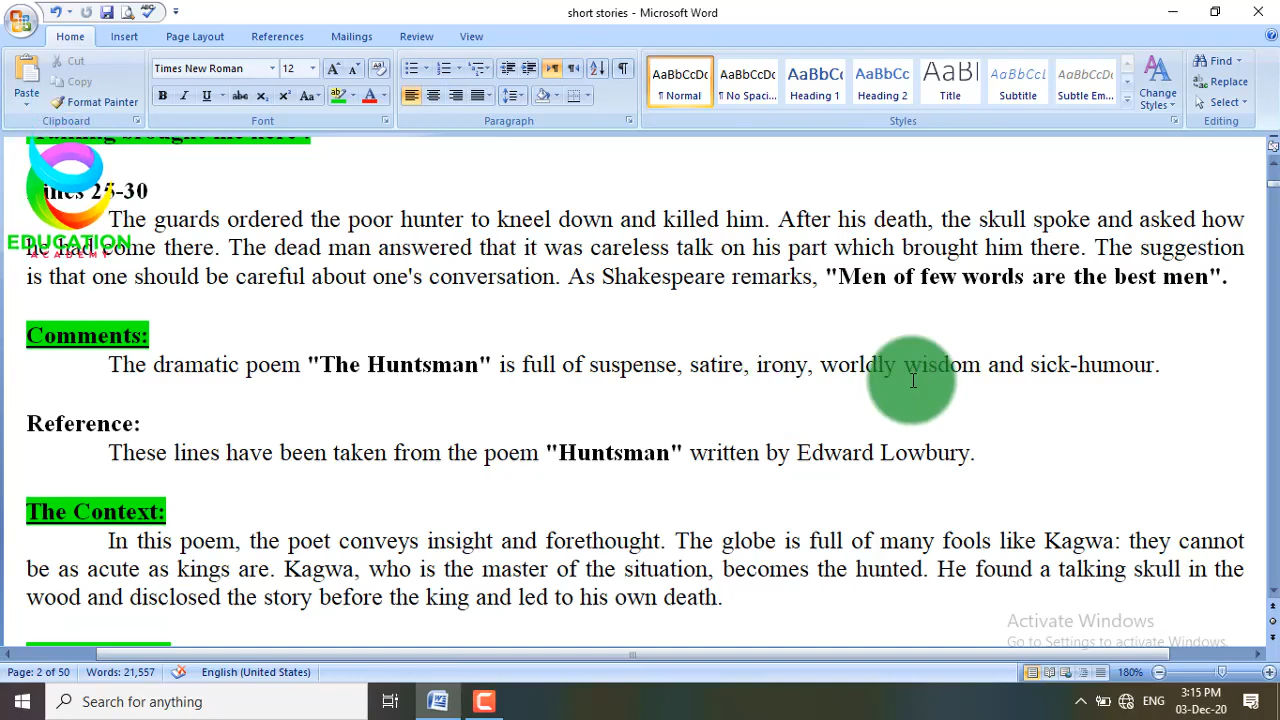 short stories - Microsoft Word
Home Insert Page Layout References Mailings Review View
Paste
Cut
Copy
Format Painter
Clipboard
Times New Roman 12
Font
Paragraph
AaBbCcDc AaBbCcDc AaBbCc AaBbCc AaBl AaBbCcL AaBbCcDc
¶ Normal ¶ No Spaci... Heading 1 Heading 2 Title Subtitle Subtle Em...
Styles
Change
Styles
Find
Replace
Select
Editing
Lines 25-30
The guards ordered the poor hunter to kneel down and killed him. After his death, the skull spoke and asked how
he had come there. The dead man answered that it was careless talk on his part which brought him there. The suggestion
is that one should be careful about one's conversation. As Shakespeare remarks, "Men of few words are the best men".
EDUCATION
ACADEMY
Comments:
The dramatic poem "The Huntsman" is full of suspense, satire, irony, worldly wisdom and sick-humour.
Reference:
These lines have been taken from the poem "Huntsman" written by Edward Lowbury.
The Context:
In this poem, the poet conveys insight and forethought. The globe is full of many fools like Kagwa: they cannot
be as acute as kings are. Kagwa, who is the master of the situation, becomes the hunted. He found a talking skull in the
wood and disclosed the story before the king and led to his own death.
Activate Windows
Go to Settings to activate Windows.
Page: 2 of 50 Words: 21,557 English (United States) 180%
Search for anything
ENG
3:15 PM
03-Dec-20